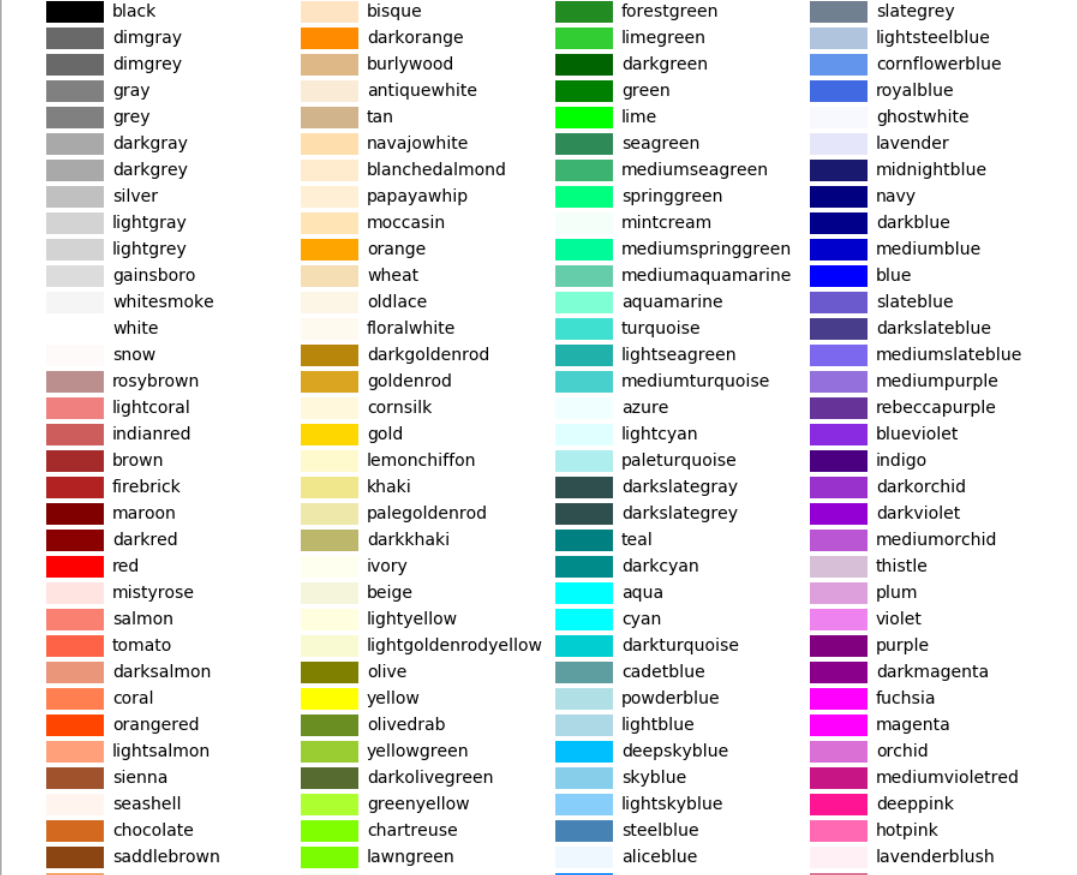 black
dimgray
dimgrey
gray
grey
darkgray
darkgrey
silver
lightgray
lightgrey
gainsboro
whitesmoke
white
snow
rosybrown
lightcoral
indianred
brown
firebrick
maroon
darkred
red
mistyrose
salmon
tomato
darksalmon
coral
orangered
lightsalmon
sienna
seashell
chocolate
saddlebrown
bisque
darkorange
burlywood
antiquewhite
tan
navajowhite
blanchedalmond
papayawhip
moccasin
orange
wheat
oldlace
floralwhite
darkgoldenrod
goldenrod
cornsilk
gold
lemonchiffon
khaki
palegoldenrod
darkkhaki
ivory
beige
lightyellow
lightgoldenrodyellow
olive
yellow
olivedrab
yellowgreen
darkolivegreen
greenyellow
chartreuse
lawngreen
forestgreen
limegreen
darkgreen
green
lime
seagreen
mediumseagreen
springgreen
mintcream
mediumspringgreen
mediumaquamarine
aquamarine
turquoise
lightseagreen
mediumturquoise
azure
lightcyan
paleturquoise
darkslategray
darkslategrey
teal
darkcyan
aqua
cyan
darkturquoise
cadetblue
powderblue
lightblue
deepskyblue
skyblue
lightskyblue
steelblue
aliceblue
slategrey
lightsteelblue
cornflowerblue
royalblue
ghostwhite
lavender
midnightblue
navy
darkblue
mediumblue
blue
slateblue
darkslateblue
mediumslateblue
mediumpurple
rebeccapurple
blueviolet
indigo
darkorchid
darkviolet
mediumorchid
thistle
plum
violet
purple
darkmagenta
fuchsia
magenta
orchid
mediumvioletred
deeppink
hotpink
lavenderblush